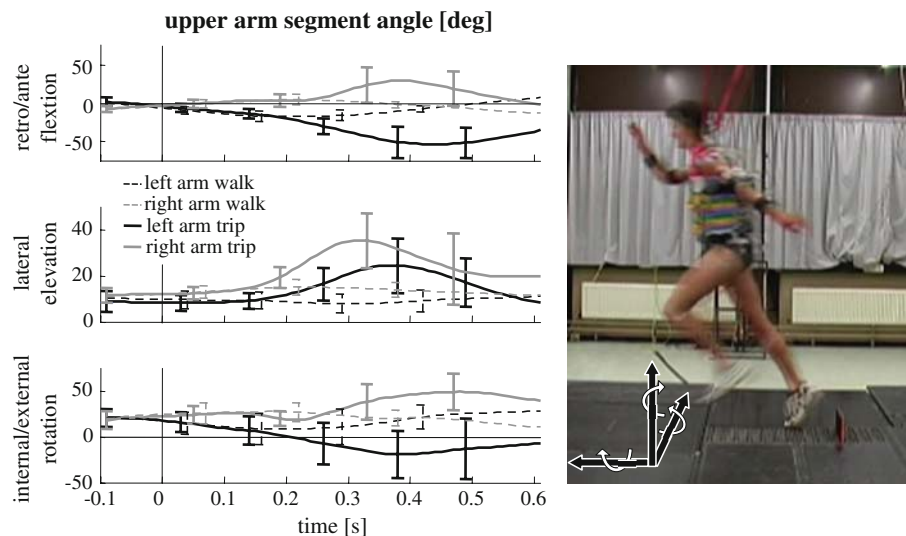 upper arm segment angle [deg]
retro/ante
flextion
50
0
-50
left arm walk
right arm walk
left arm trip
right arm trip
lateral
elevation
40
20
0
internal/external
rotation
50
0
-50
-0.1 0 0.1 0.2 0.3 0.4 0.5 0.6
time [s]